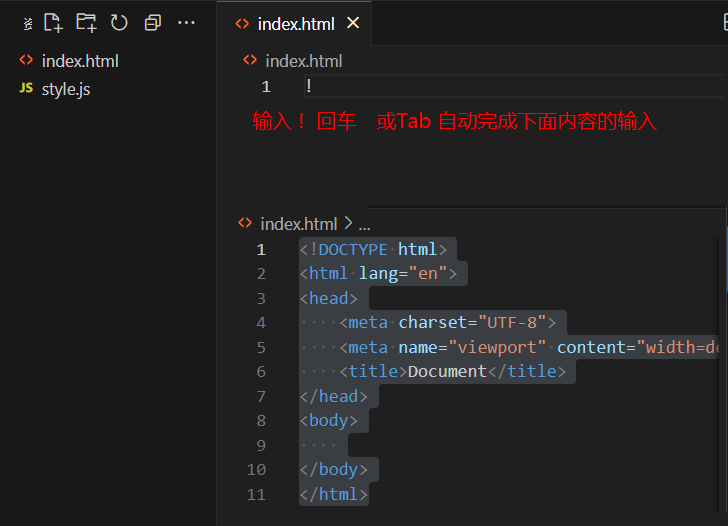 index.html
JS style.js
index.html
index.html
1 !
输入！ 回车 或Tab 自动完成下面内容的输入
index.html > ...
1 <!DOCTYPE html>
2 <html lang="en">
3 <head>
4 <meta charset="UTF-8">
5 <meta name="viewport" content="width=de
6 <title>Document</title>
7 </head>
8 <body>
9
10 </body>
11 </html>